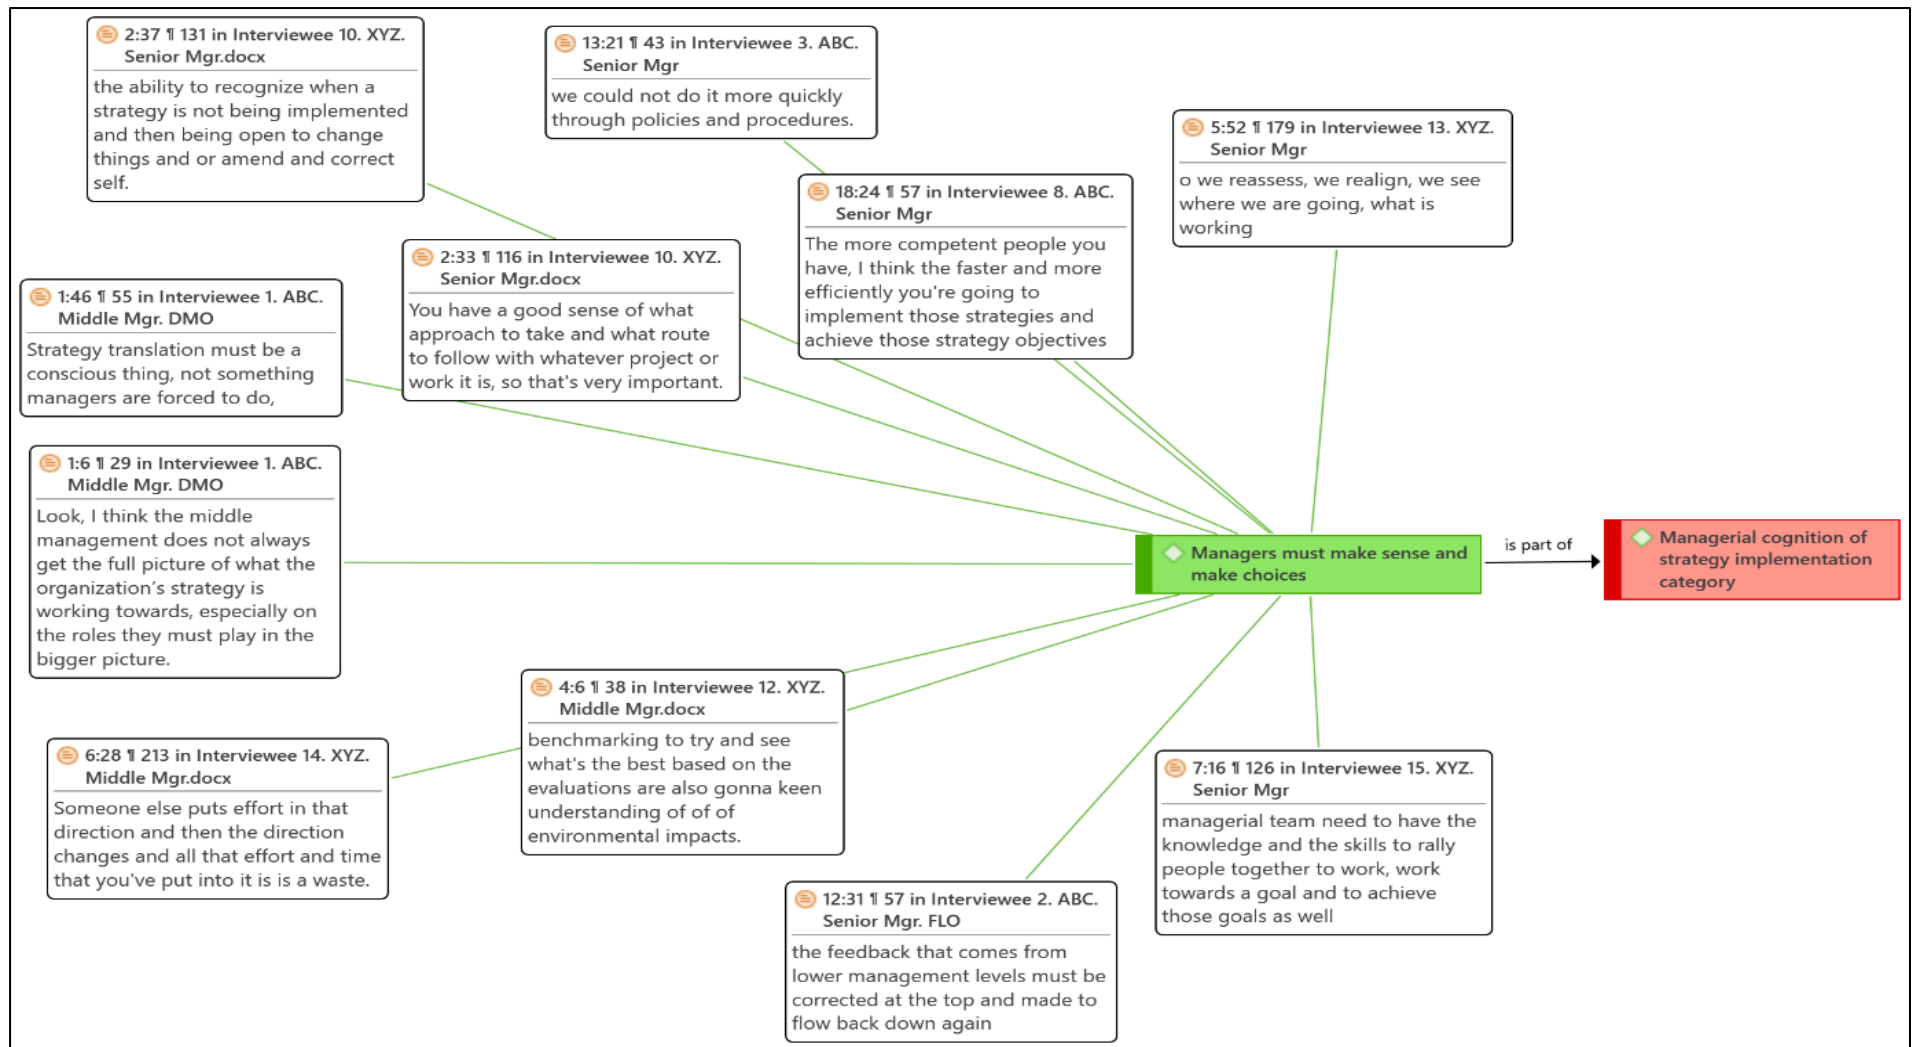 2:37 ¶ 131 in Interviewee 10. XYZ.
Senior Mgr.docx
the ability to recognize when a
strategy is not being implemented
and then being open to change
things and or amend and correct
self.
13:21 ¶ 43 in Interviewee 3. ABC.
Senior Mgr
we could not do it more quickly
through policies and procedures.
5:52 ¶ 179 in Interviewee 13. XYZ.
Senior Mgr
o we reassess, we realign, we see
where we are going, what is
working
18:24 ¶ 57 in Interviewee 8. ABC.
Senior Mgr
The more competent people you
have, I think the faster and more
efficiently you're going to
implement those strategies and
achieve those strategy objectives
2:33 ¶ 116 in Interviewee 10. XYZ.
Senior Mgr.docx
You have a good sense of what
approach to take and what route
to follow with whatever project or
work it is, so that's very important.
1:46 ¶ 55 in Interviewee 1. ABC.
Middle Mgr. DMO
Strategy translation must be a
conscious thing, not something
managers are forced to do,
1:6 ¶ 29 in Interviewee 1. ABC.
Middle Mgr. DMO
Look, I think the middle
management does not always
get the full picture of what the
organization's strategy is
working towards, especially on
the roles they must play in the
bigger picture.
Managers must make sense and
make choices
is part of
Managerial cognition of
strategy implementation
category
4:6 ¶ 38 in Interviewee 12. XYZ.
Middle Mgr.docx
benchmarking to try and see
what's the best based on the
evaluations are also gonna keen
understanding of of of
environmental impacts.
6:28 ¶ 213 in Interviewee 14. XYZ.
Middle Mgr.docx
Someone else puts effort in that
direction and then the direction
changes and all that effort and time
that you've put into it is is a waste.
7:16 ¶ 126 in Interviewee 15. XYZ.
Senior Mgr
managerial team need to have the
knowledge and the skills to rally
people together to work, work
towards a goal and to achieve
those goals as well
12:31 ¶ 57 in Interviewee 2. ABC.
Senior Mgr. FLO
the feedback that comes from
lower management levels must be
corrected at the top and made to
flow back down again